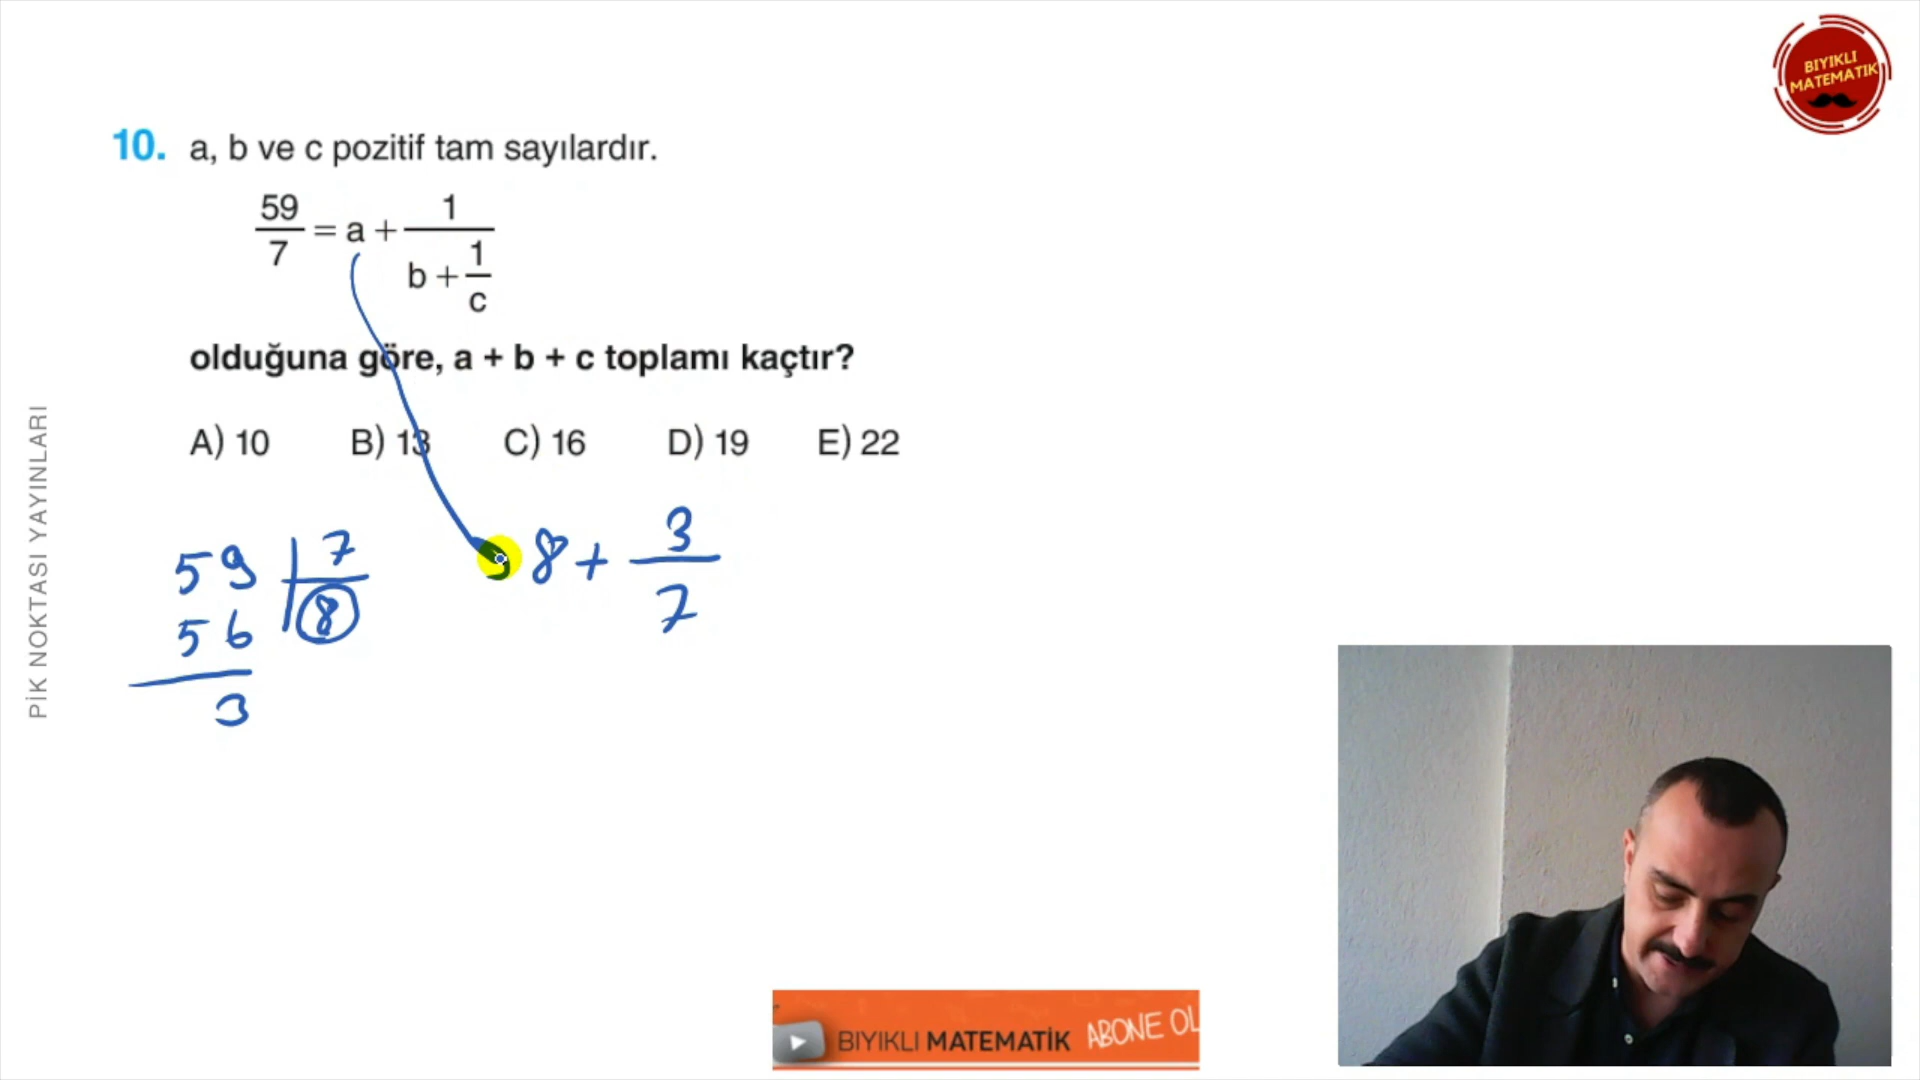 BIYIKLI
MATEMATIK
10. a, b ve c pozitif tam sayılardır.
59/7 = a + 1/(b + 1/c)
olduğuna göre, a + b + c toplamı kaçtır?
A) 10 B) 13 C) 16 D) 19 E) 22
PİK NOKTASI YAYINLARI
59 | 7
56 8
3
8 + 3/7
BIYIKLI MATEMATİK ABONE OL